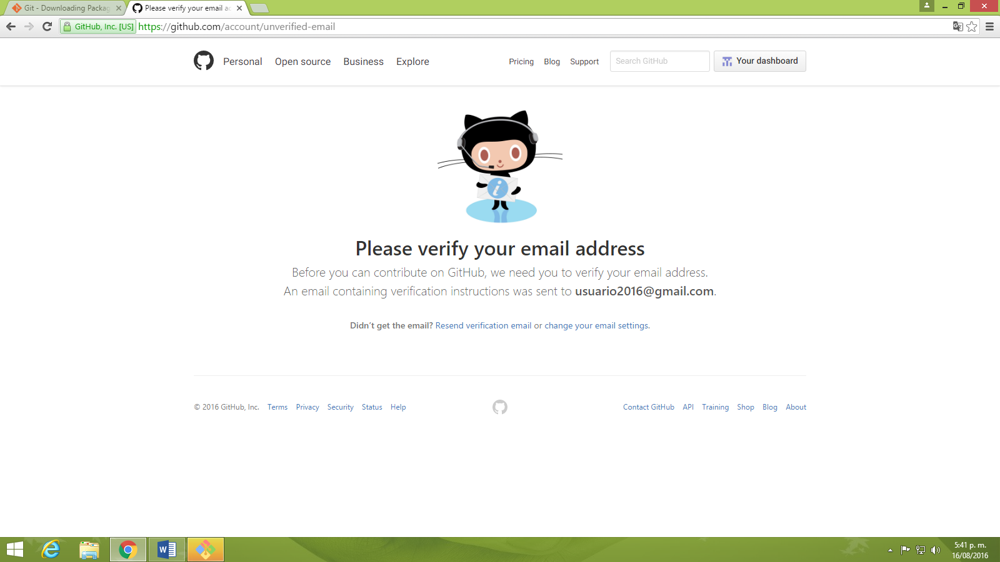 Git - Downloading Packag
Please verify your email ad
GitHub, Inc. [US] https://github.com/account/unverified-email
Personal Open source Business Explore Pricing Blog Support Search GitHub Your dashboard
i
Please verify your email address
Before you can contribute on GitHub, we need you to verify your email address.
An email containing verification instructions was sent to usuario2016@gmail.com.
Didn't get the email? Resend verification email or change your email settings.
© 2016 GitHub, Inc. Terms Privacy Security Status Help Contact GitHub API Training Shop Blog About
5:41 p. m.
16/08/2016